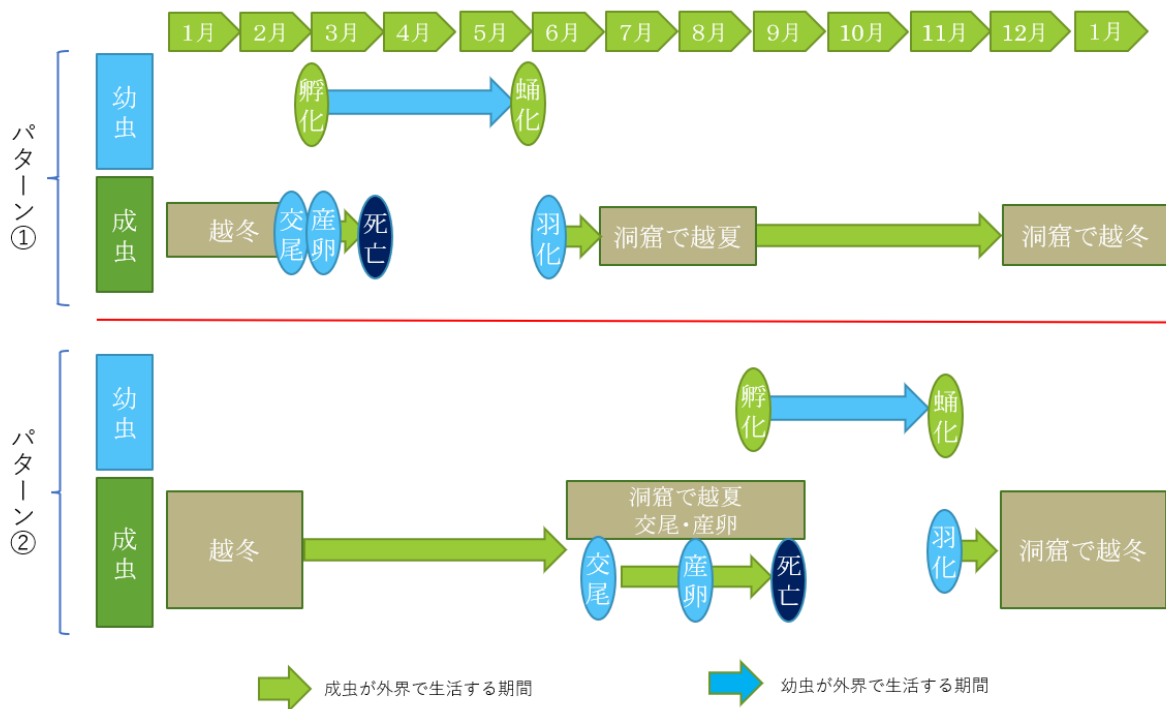 1月 2月 3月 4月 5月 6月 7月 8月 9月 10月 11月 12月 1月
パターン①
幼虫
孵化
蛹化
成虫
越冬
交尾
産卵
死亡
羽化
洞窟で越夏
洞窟で越冬
パターン②
幼虫
孵化
蛹化
成虫
越冬
洞窟で越夏
交尾・産卵
交尾
産卵
死亡
羽化
洞窟で越冬
成虫が外界で生活する期間
幼虫が外界で生活する期間